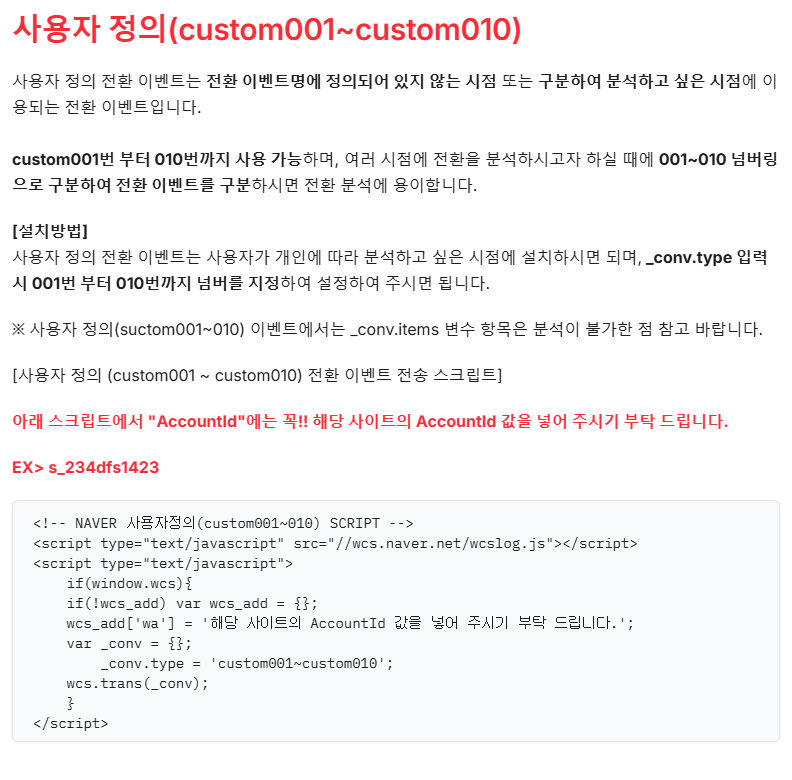 사용자 정의(custom001~custom010)
사용자 정의 전환 이벤트는 전환 이벤트명에 정의되어 있지 않는 시점 또는 구분하여 분석하고 싶은 시점에 이
용되는 전환 이벤트입니다.
custom001번 부터 010번까지 사용 가능하며, 여러 시점에 전환을 분석하시고자 하실 때에 001~010 넘버링
으로 구분하여 전환 이벤트를 구분하시면 전환 분석에 용이합니다.
[설치방법]
사용자 정의 전환 이벤트는 사용자가 개인에 따라 분석하고 싶은 시점에 설치하시면 되며, _conv.type 입력
시 001번 부터 010번까지 넘버를 지정하여 설정하여 주시면 됩니다.
※ 사용자 정의(suctom001~010) 이벤트에서는 _conv.items 변수 항목은 분석이 불가한 점 참고 바랍니다.
[사용자 정의 (custom001 ~ custom010) 전환 이벤트 전송 스크립트]
아래 스크립트에서 "AccountId"에는 꼭!! 해당 사이트의 AccountId 값을 넣어 주시기 부탁 드립니다.
EX> s_234dfs1423
<!-- NAVER 사용자정의(custom001~010) SCRIPT -->
<script type="text/javascript" src="//wcs.naver.net/wcslog.js"></script>
<script type="text/javascript">
if(window.wcs){
if(!wcs_add) var wcs_add = {};
wcs_add['wa'] = '해당 사이트의 AccountId 값을 넣어 주시기 부탁 드립니다.';
var _conv = {};
_conv.type = 'custom001~custom010';
wcs.trans(_conv);
}
</script>